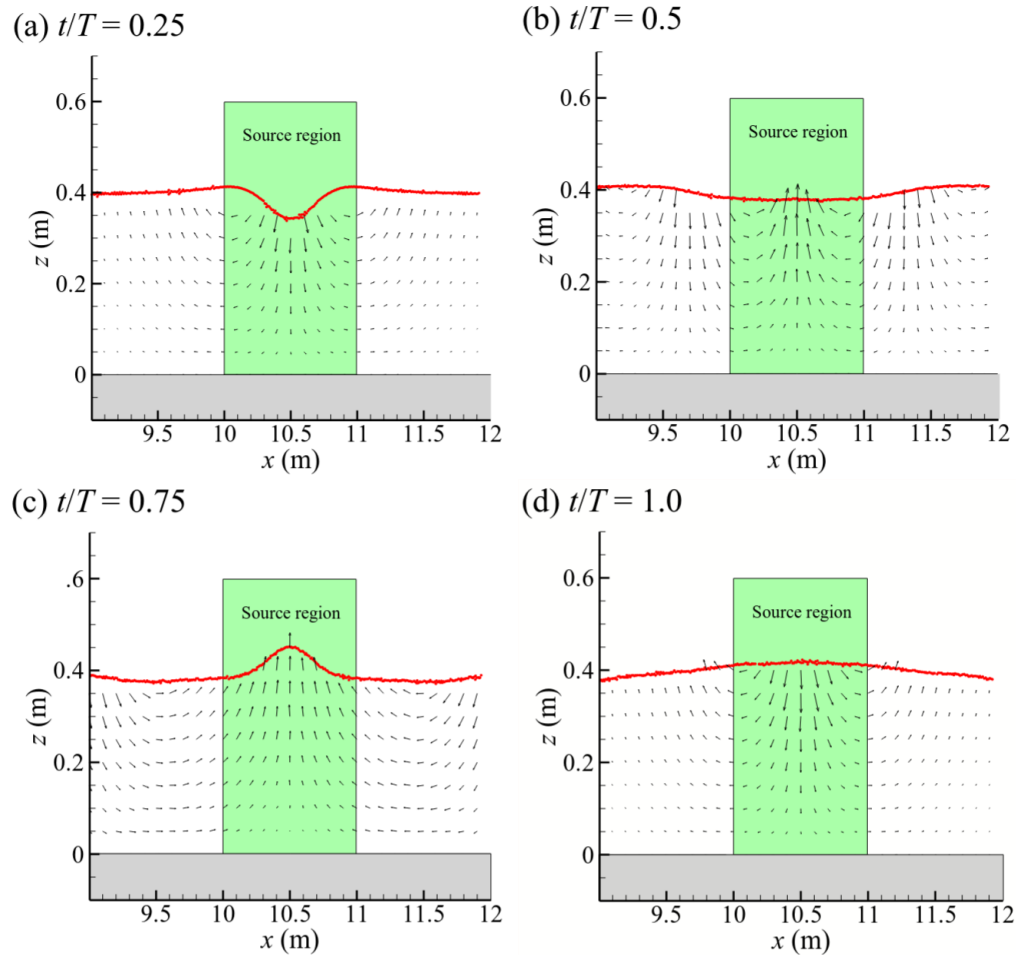 (a) t/T = 0.25
0.6
Source region
0.4
z (m)
0.2
0
9.5 10 10.5 11 11.5 12
x (m)
(b) t/T = 0.5
0.6
Source region
0.4
z (m)
0.2
0
9.5 10 10.5 11 11.5 12
x (m)
(c) t/T = 0.75
.6
Source region
0.4
z (m)
0.2
0
9.5 10 10.5 11 11.5 12
x (m)
(d) t/T = 1.0
0.6
Source region
0.4
z (m)
0.2
0
9.5 10 10.5 11 11.5 12
x (m)